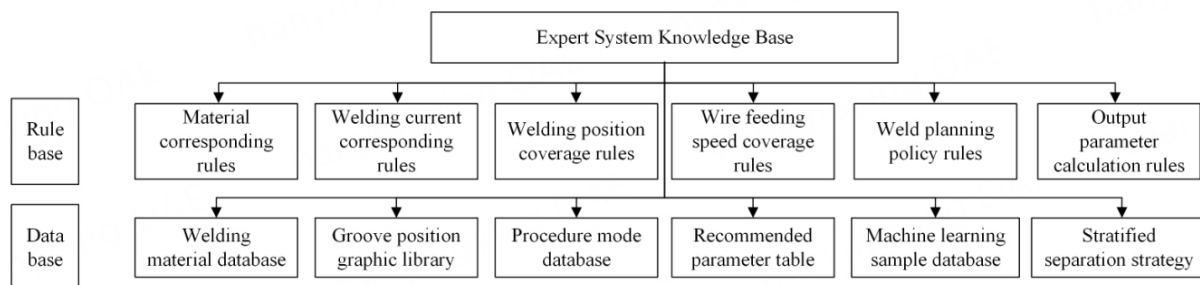 Expert System Knowledge Base
Rule
base
Material
corresponding
rules
Welding current
corresponding
rules
Welding position
coverage rules
Wire feeding
speed coverage
rules
Weld planning
policy rules
Output
parameter
calculation rules
Data
base
Welding
material database
Groove position
graphic library
Procedure mode
database
Recommended
parameter table
Machine learning
sample database
Stratified
separation strategy